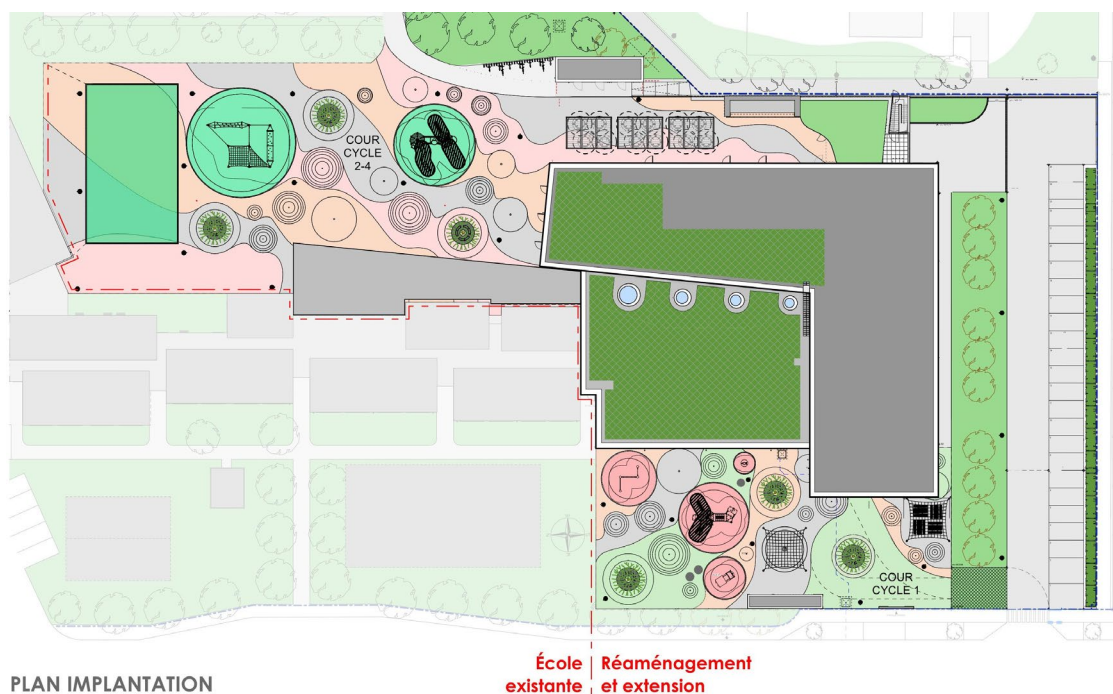 COUR
CYCLE
2-4
COUR
CYCLE 1
PLAN IMPLANTATION
École
existante
Réaménagement
et extension